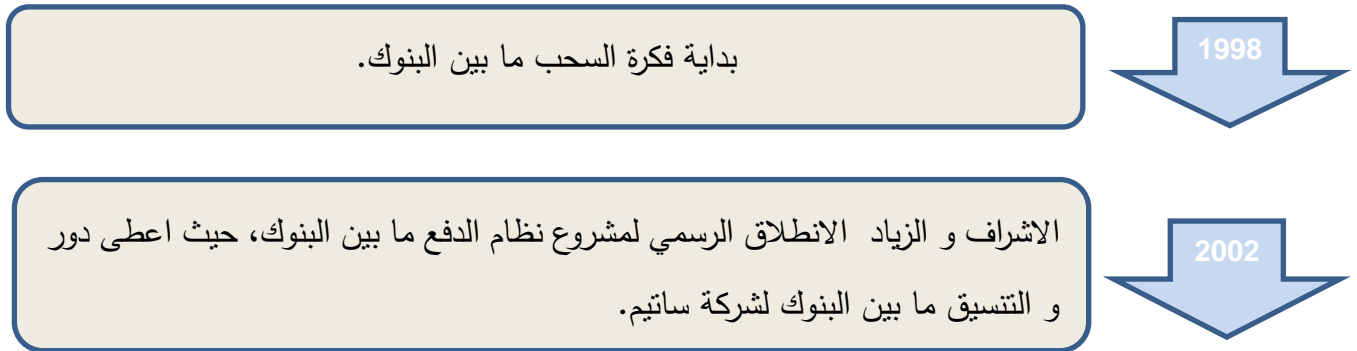 1998
بداية فكرة السحب ما بين البنوك.
2002
الاشراف و الزياد الانطلاق الرسمي لمشروع نظام الدفع ما بين البنوك، حيث اعطى دور
و التنسيق ما بين البنوك لشركة ساتيم.